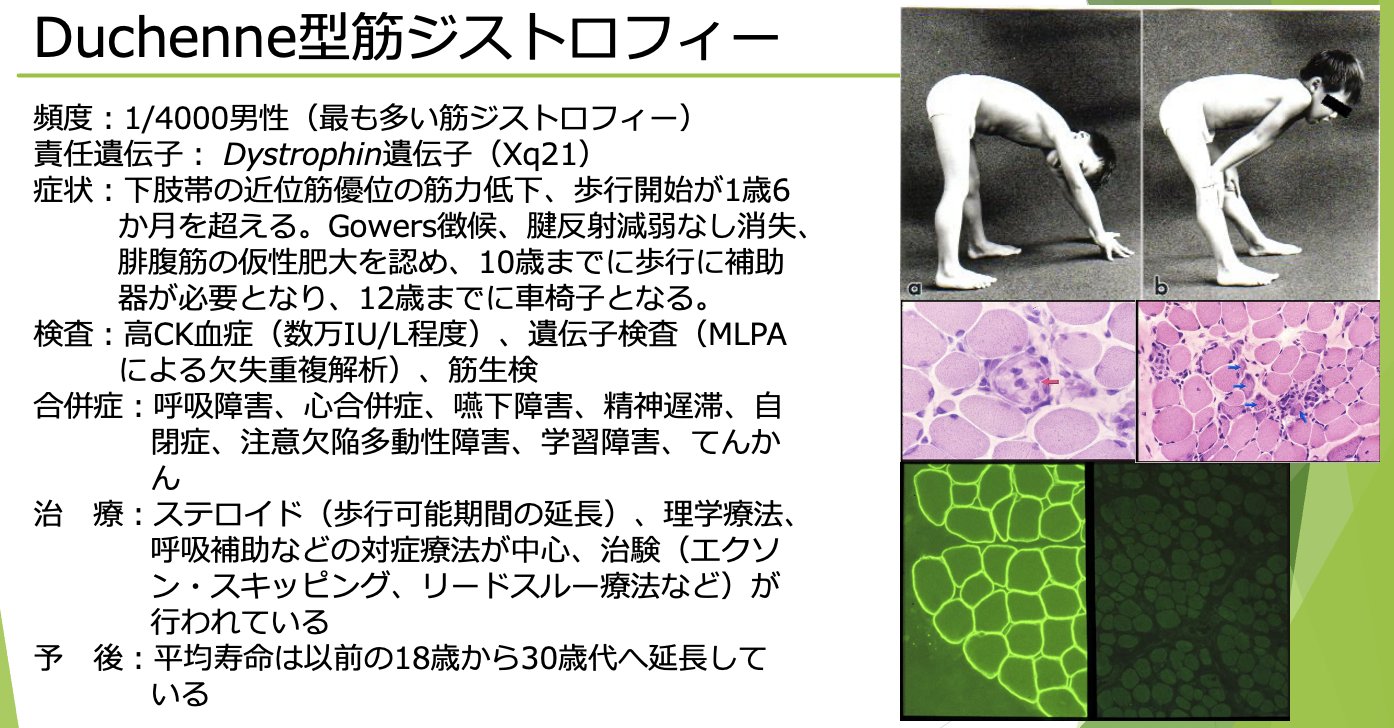 Duchenne型筋ジストロフィー
頻度：1/4000男性（最も多い筋ジストロフィー）
責任遺伝子： Dystrophin遺伝子（Xq21）
症状：下肢帯の近位筋優位の筋力低下、歩行開始が1歳6
か月を超える。Gowers徴候、腱反射減弱なし消失、
腓腹筋の仮性肥大を認め、10歳までに歩行に補助
器が必要となり、12歳までに車椅子となる。
検査：高CK血症（数万IU/L程度）、遺伝子検査（MLPA
による欠失重複解析）、筋生検
合併症：呼吸障害、心合併症、嚥下障害、精神遅滞、自
閉症、注意欠陥多動性障害、学習障害、てんか
ん
治　療：ステロイド（歩行可能期間の延長）、理学療法、
呼吸補助などの対症療法が中心、治験（エクソ
ン・スキッピング、リードスルー療法など）が
行われている
予　後：平均寿命は以前の18歳から30歳代へ延長して
いる
a
b